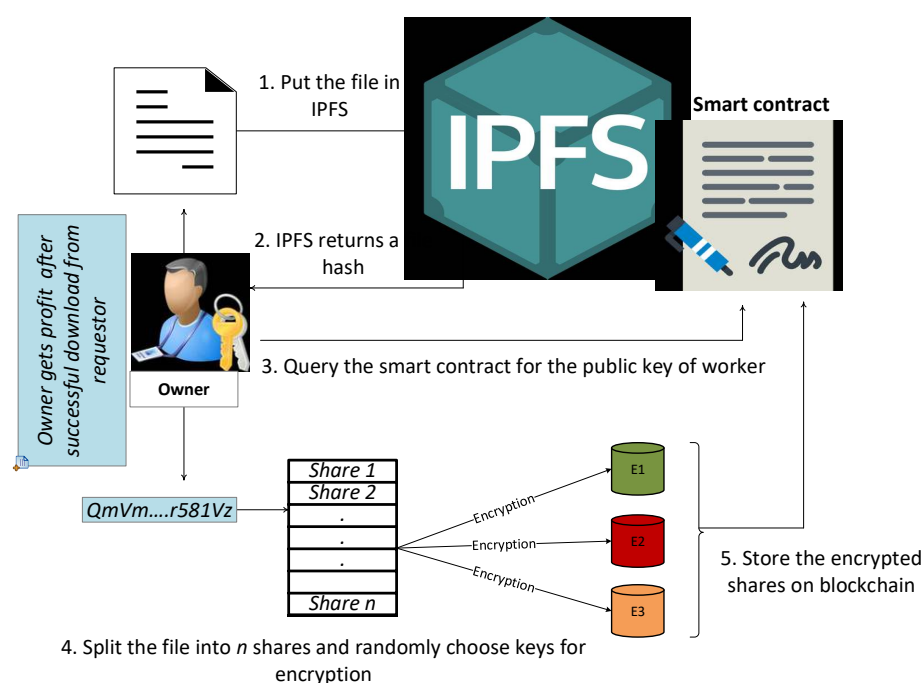 1. Put the file in
IPFS
IPFS
Smart contract
2. IPFS returns a
hash
Owner gets profit after
successful download from
requestor
Owner
3. Query the smart contract for the public key of worker
QmVm....r581Vz
Share 1
Share 2
.
.
.
Share n
Encryption
Encryption
Encryption
E1
E2
E3
5. Store the encrypted
shares on blockchain
4. Split the file into n shares and randomly choose keys for
encryption